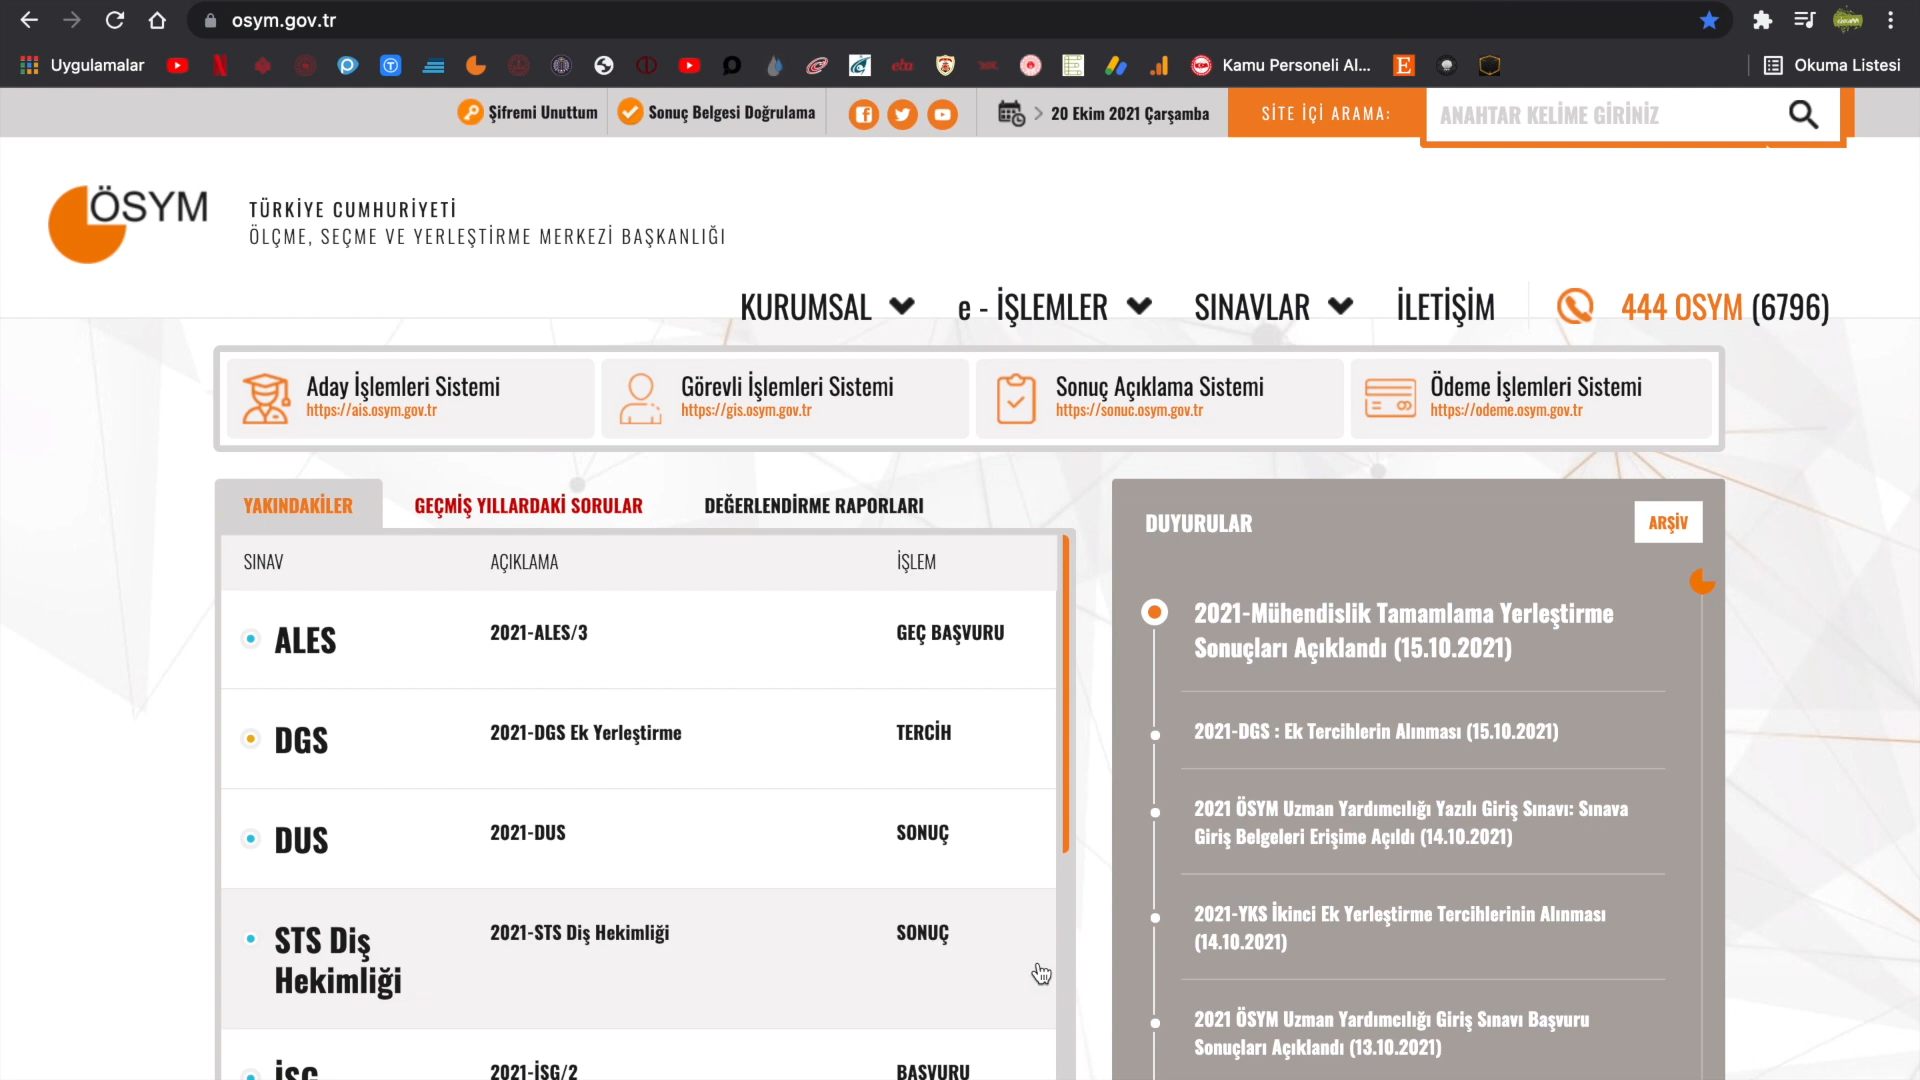 osym.gov.tr
Uygulamalar
Kamu Personeli Al...
Okuma Listesi
Şifremi Unuttum
Sonuç Belgesi Doğrulama
20 Ekim 2021 Çarşamba
SİTE İÇİ ARAMA:
ANAHTAR KELİME GİRİNİZ
ÖSYM
TÜRKİYE CUMHURİYETİ
ÖLÇME, SEÇME VE YERLEŞTİRME MERKEZİ BAŞKANLIĞI
KURUMSAL
e - İŞLEMLER
SINAVLAR
İLETİŞİM
444 OSYM (6796)
Aday İşlemleri Sistemi
https://ais.osym.gov.tr
Görevli İşlemleri Sistemi
https://gis.osym.gov.tr
Sonuç Açıklama Sistemi
https://sonuc.osym.gov.tr
Ödeme İşlemleri Sistemi
https://odeme.osym.gov.tr
YAKINDAKİLER
GEÇMİŞ YILLARDAKİ SORULAR
DEĞERLENDİRME RAPORLARI
SINAV AÇIKLAMA İŞLEM
ALES 2021-ALES/3 GEÇ BAŞVURU
DGS 2021-DGS Ek Yerleştirme TERCİH
DUS 2021-DUS SONUÇ
STS Diş 2021-STS Diş Hekimliği SONUÇ
Hekimliği
İSG 2021-İSG/2 BAŞVURU
DUYURULAR
ARŞİV
2021-Mühendislik Tamamlama Yerleştirme
Sonuçları Açıklandı (15.10.2021)
2021-DGS : Ek Tercihlerin Alınması (15.10.2021)
2021 ÖSYM Uzman Yardımcılığı Yazılı Giriş Sınavı: Sınava
Giriş Belgeleri Erişime Açıldı (14.10.2021)
2021-YKS İkinci Ek Yerleştirme Tercihlerinin Alınması
(14.10.2021)
2021 ÖSYM Uzman Yardımcılığı Giriş Sınavı Başvuru
Sonuçları Açıklandı (13.10.2021)